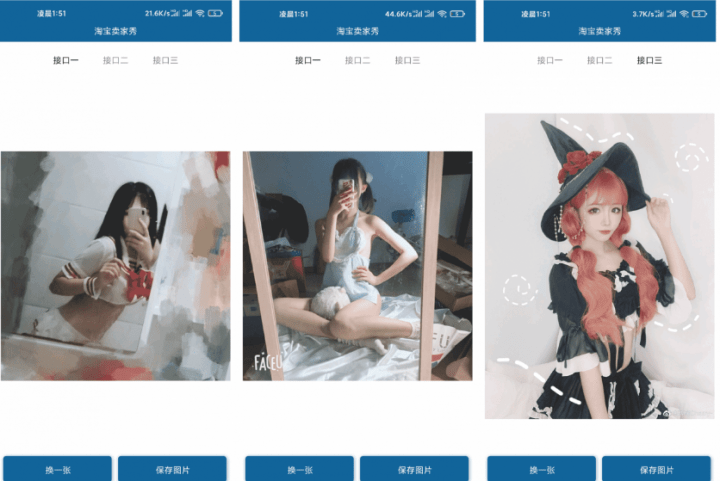 凌晨1:51 21.6K/s
淘宝卖家秀
接口一 接口二 接口三
FACEU
换一张 保存图片
凌晨1:51 44.6K/s
淘宝卖家秀
接口一 接口二 接口三
FACEU
换一张 保存图片
凌晨1:51 3.7K/s
淘宝卖家秀
接口一 接口二 接口三
换一张 保存图片